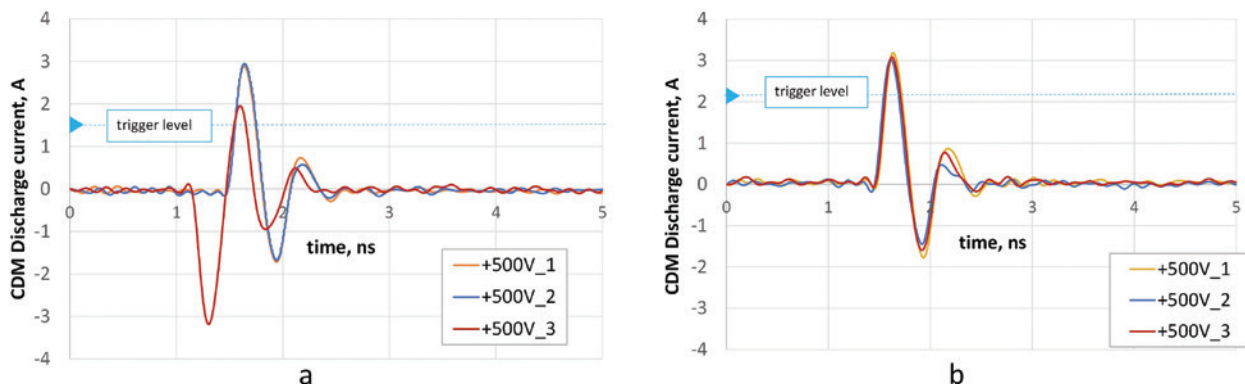 CDM Discharge current, A
4
3
2
1
0
-1
-2
-3
-4
trigger level
0 1 2 3 4 5
time, ns
+500V_1
+500V_2
+500V_3
a
CDM Discharge current, A
4
3
2
1
0
-1
-2
-3
-4
trigger level
0 1 2 3 4 5
time, ns
+500V_1
+500V_2
+500V_3
b